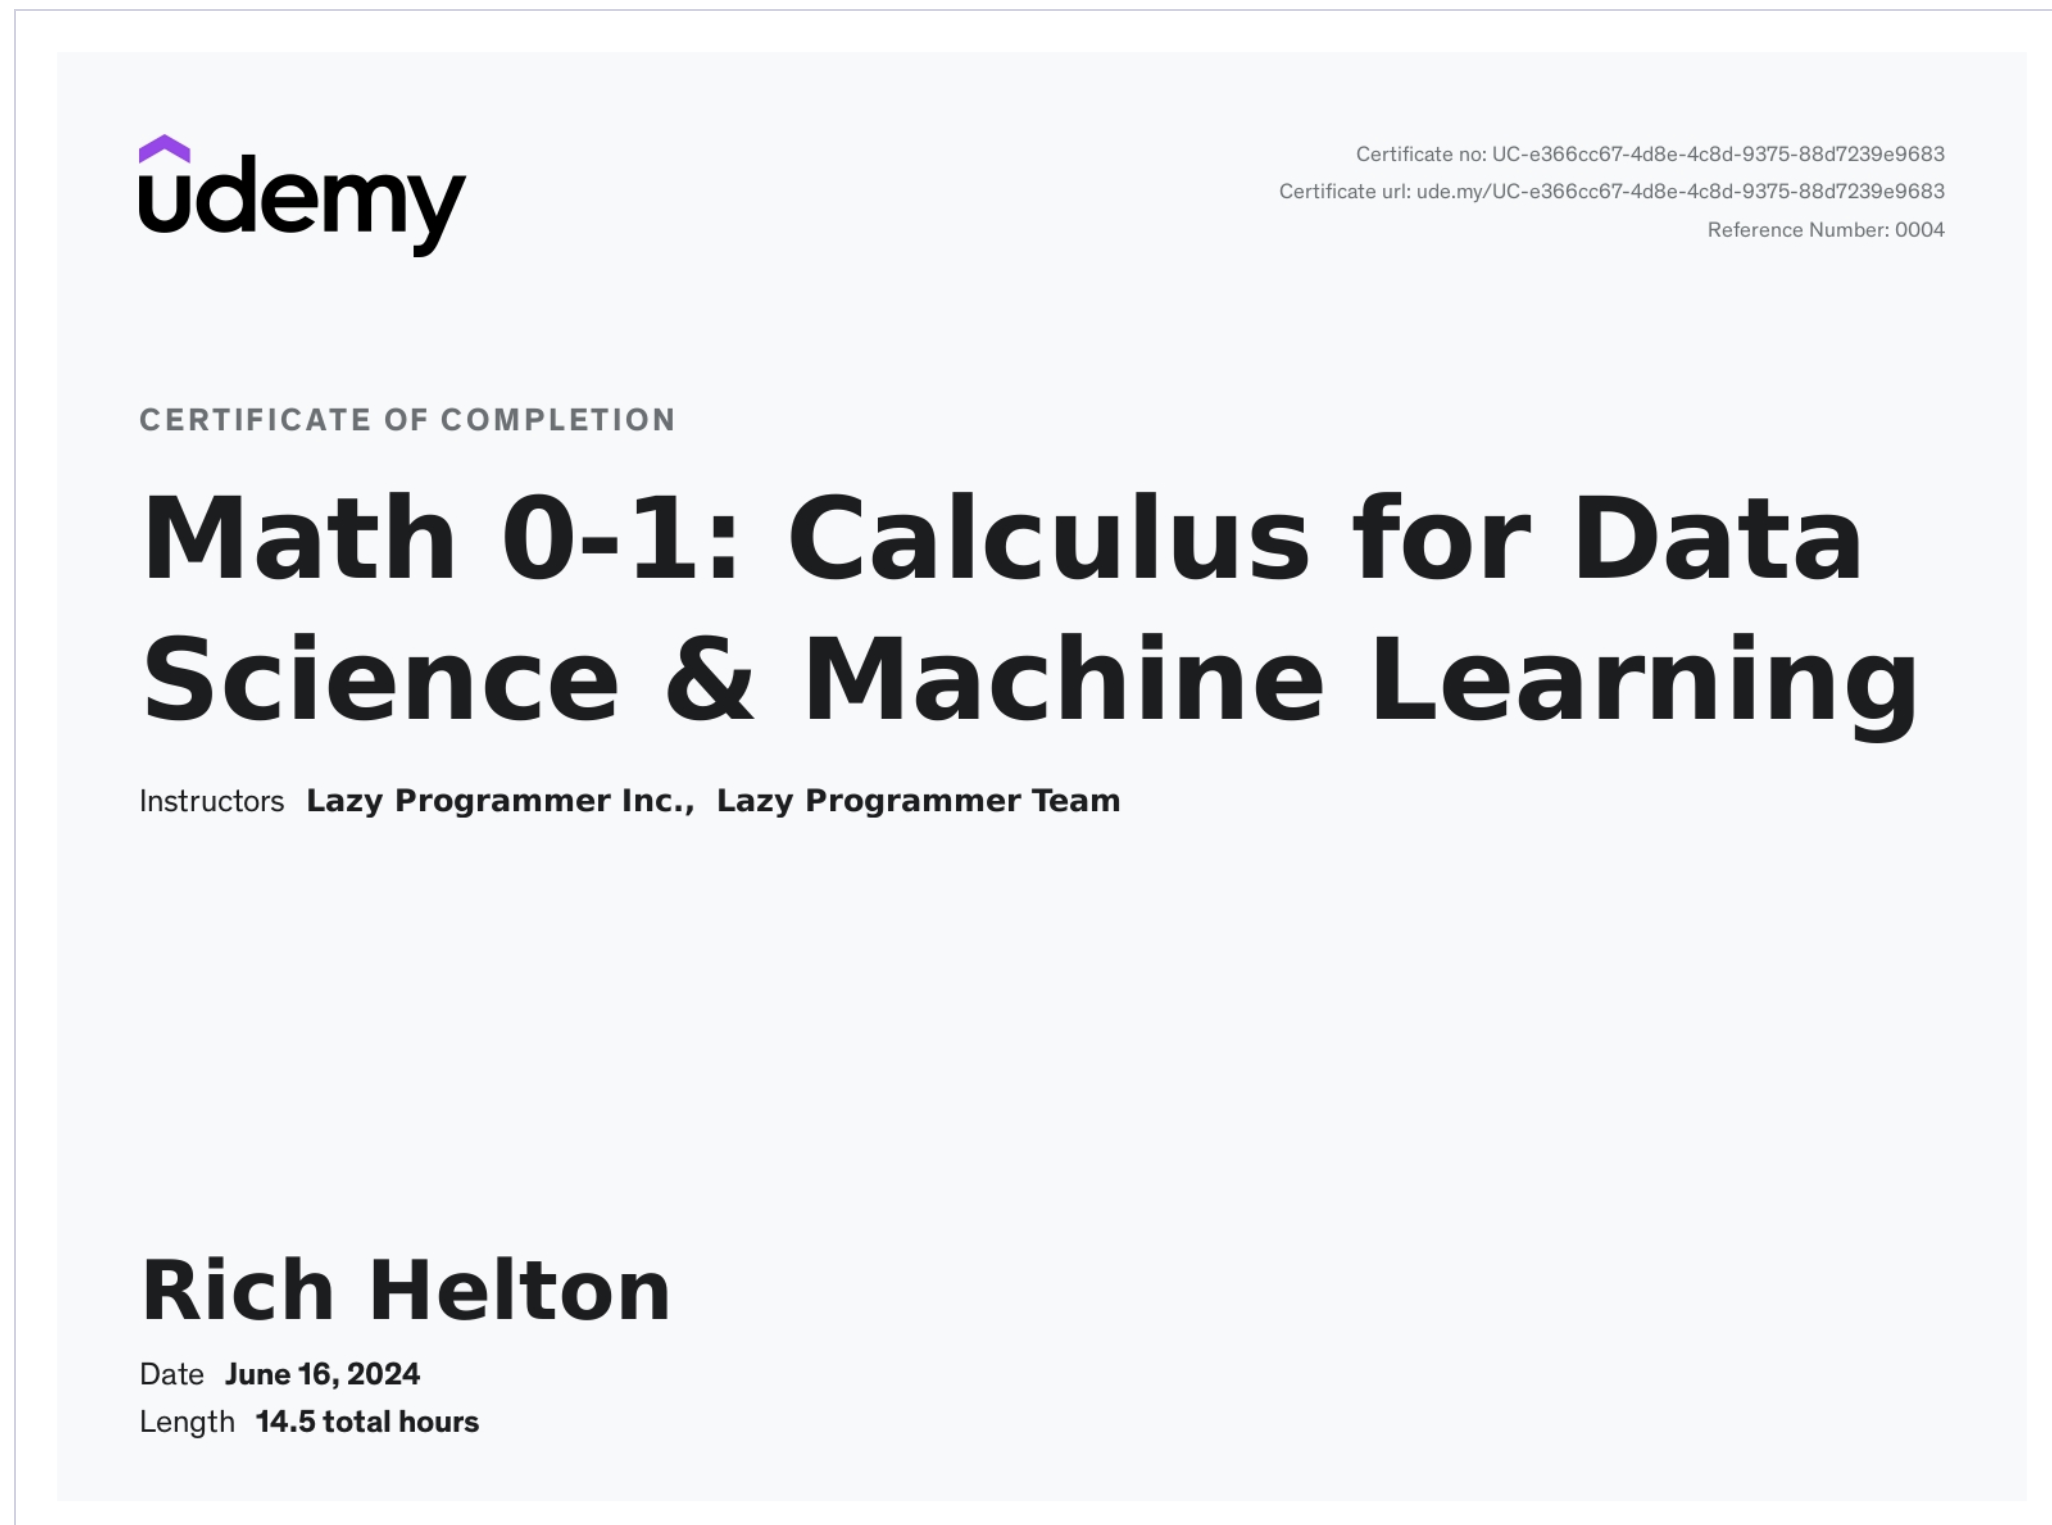 udemy
Certificate no: UC-e366cc67-4d8e-4c8d-9375-88d7239e9683
Certificate url: ude.my/UC-e366cc67-4d8e-4c8d-9375-88d7239e9683
Reference Number: 0004
CERTIFICATE OF COMPLETION
Math 0-1: Calculus for Data
Science & Machine Learning
Instructors Lazy Programmer Inc., Lazy Programmer Team
Rich Helton
Date June 16, 2024
Length 14.5 total hours